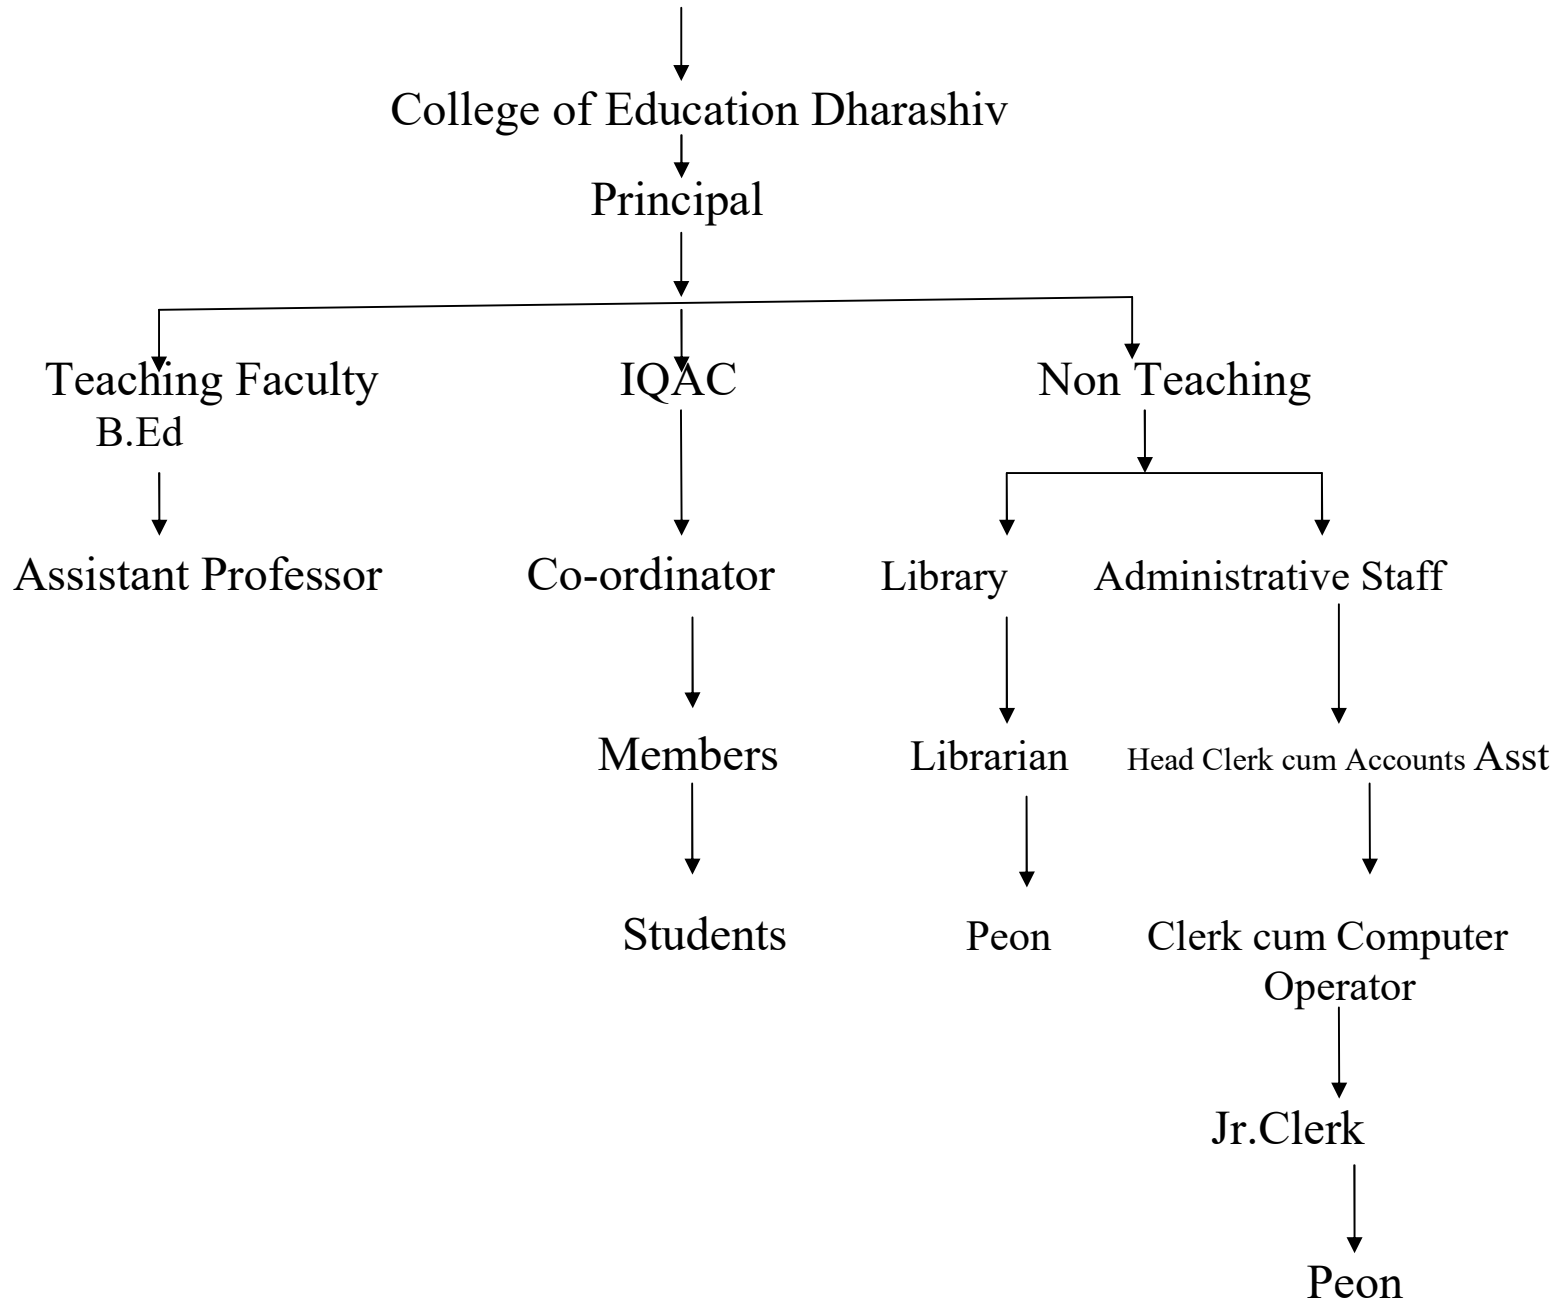 College of Education Dharashiv
Principal
Teaching Faculty
B.Ed
IQAC
Non Teaching
Assistant Professor
Co-ordinator
Library
Administrative Staff
Members
Librarian
Head Clerk cum Accounts Asst
Students
Peon
Clerk cum Computer
Operator
Jr.Clerk
Peon